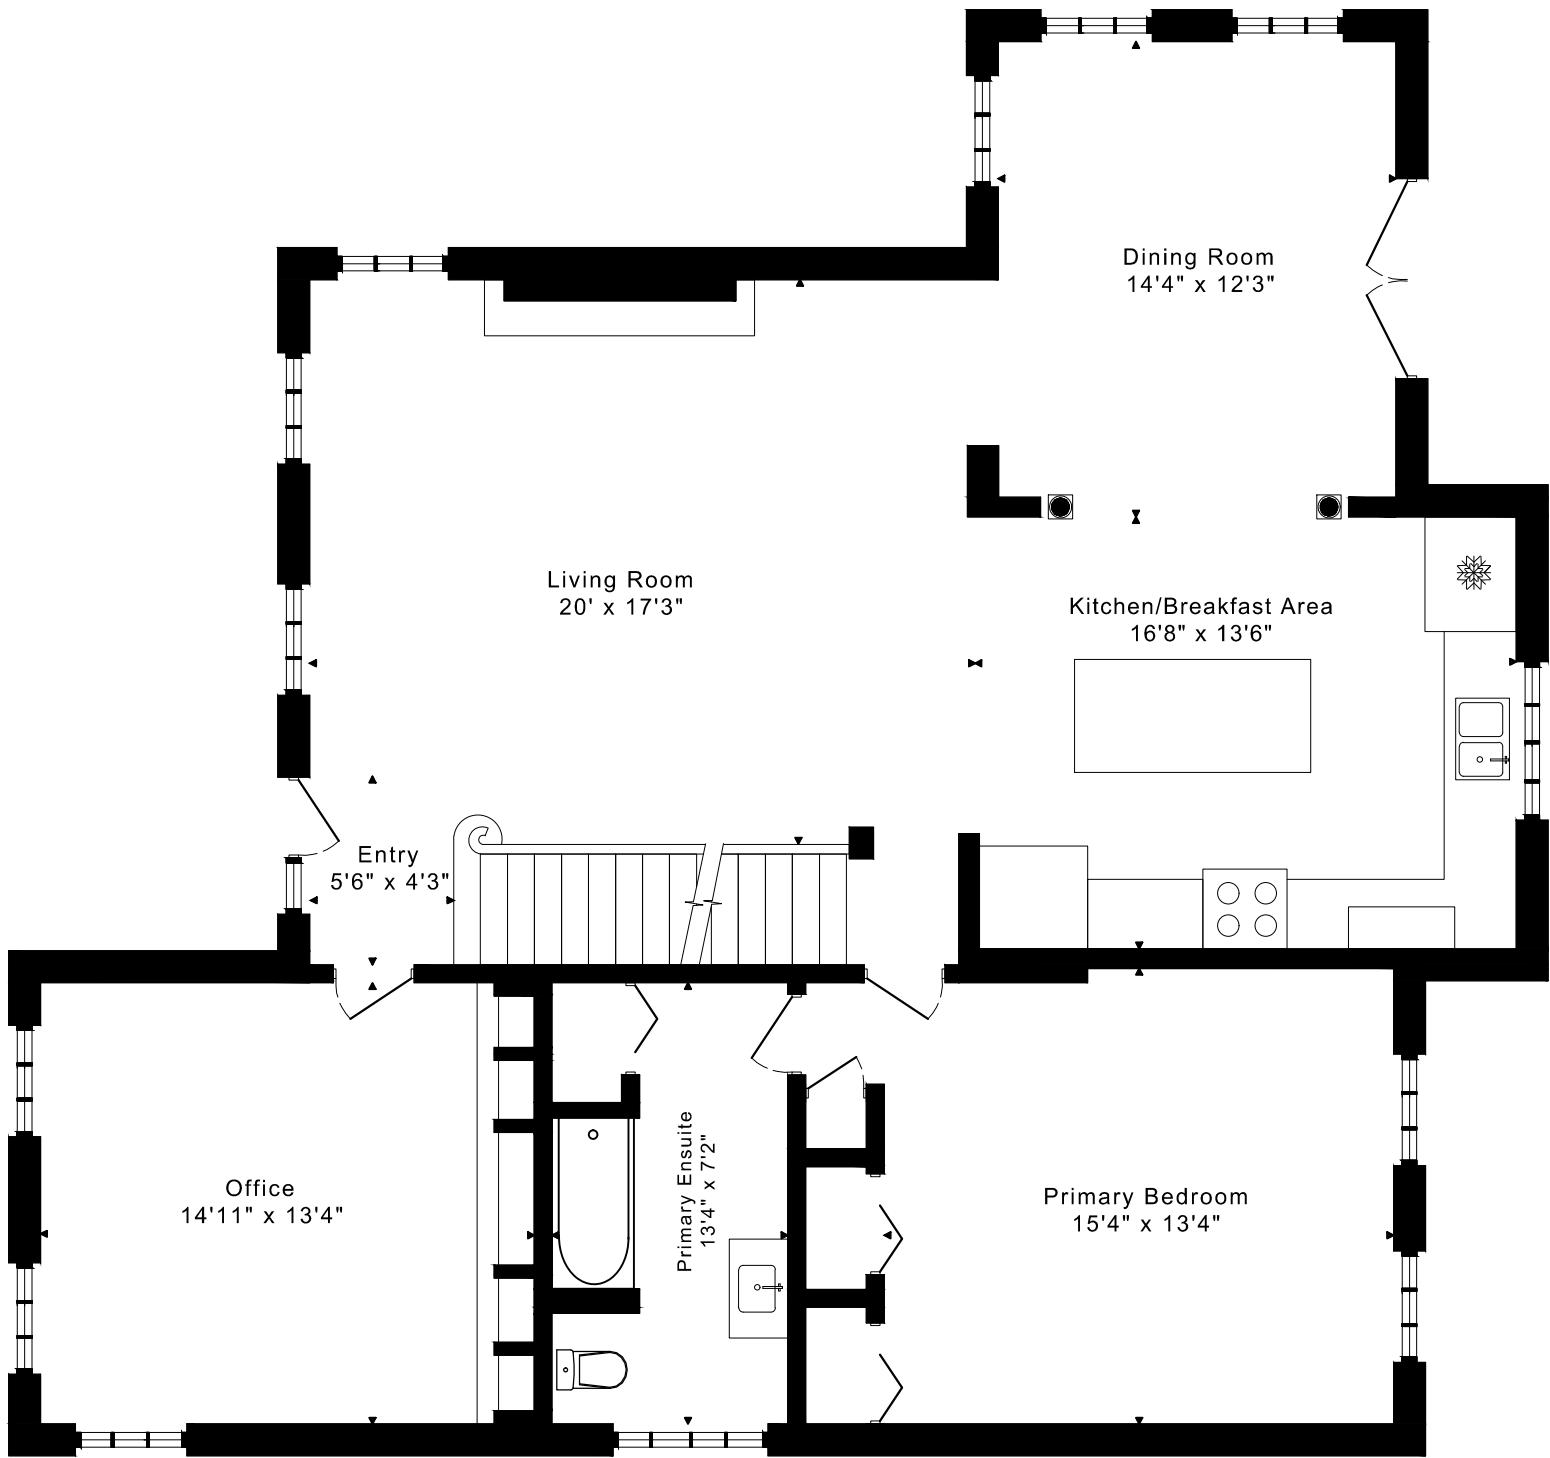 Dining Room
14'4" x 12'3"
Living Room
20' x 17'3"
Kitchen/Breakfast Area
16'8" x 13'6"
Entry
5'6" x 4'3"
Primary Ensuite
13'4" x 7'2"
Office
14'11" x 13'4"
Primary Bedroom
15'4" x 13'4"